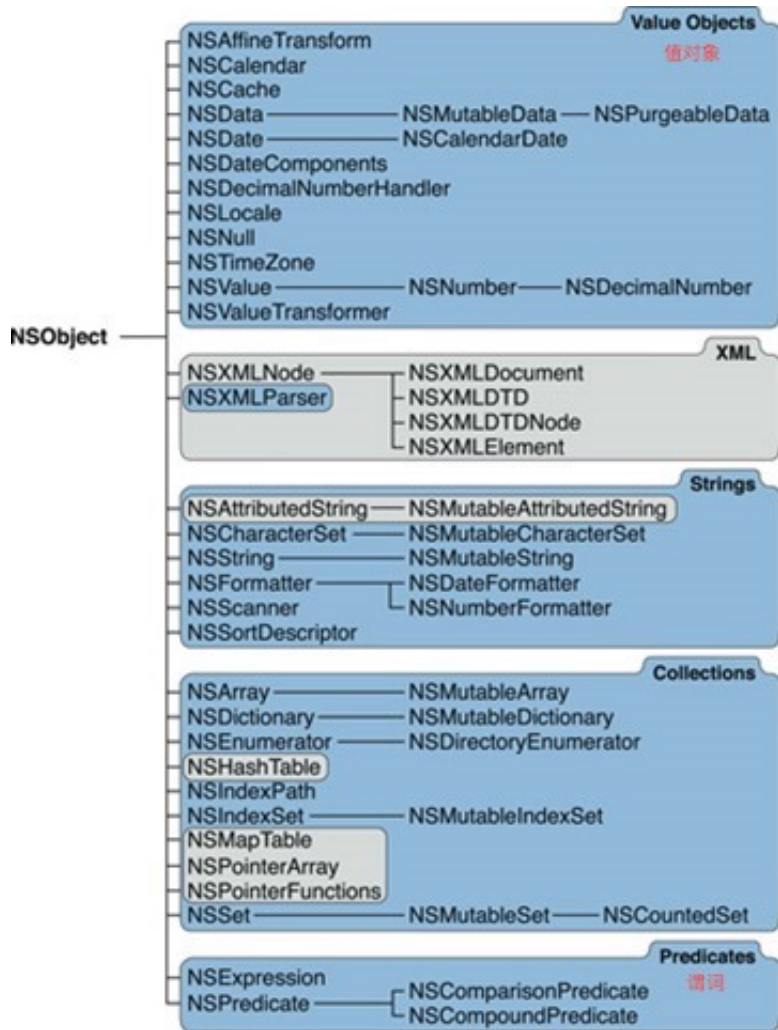 Value Objects
值对象
NSAffineTransform
NSCalendar
NSCache
NSData NSMutableData NSPurgeableData
NSDate NSCalendarDate
NSDateComponents
NSDecimalNumberHandler
NSLocale
NSNull
NSTimeZone
NSValue NSNumber NSDecimalNumber
NSValueTransformer
NSObject
XML
NSXMLNode NSXMLDocument
NSXMLParser NSXMLDTD
NSXMLDTDNode
NSXMLElement
Strings
NSAttributedString NSMutableAttributedString
NSCharacterSet NSMutableCharacterSet
NSString NSMutableString
NSFormatter NSDateFormatter
NSScanner NSNumberFormatter
NSSortDescriptor
Collections
NSArray NSMutableArray
NSDictionary NSMutableDictionary
NSEnumerator NSDirectoryEnumerator
NSHashTable
NSIndexPath
NSIndexSet NSMutableIndexSet
NSMapTable
NSPointerArray
NSPointerFunctions
NSSet NSMutableSet NSCountedSet
Predicates
谓词
NSExpression
NSPredicate NSComparisonPredicate
NSCompoundPredicate